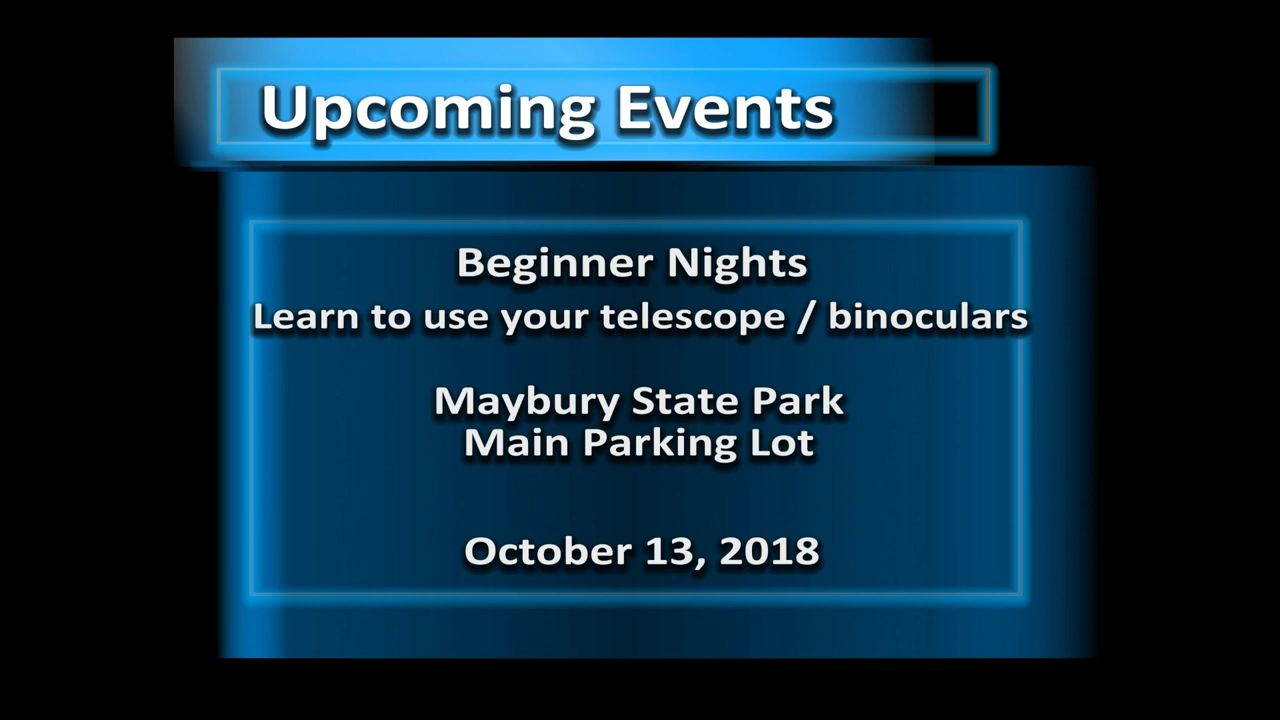 Upcoming Events
Beginner Nights
Learn to use your telescope / binoculars
Maybury State Park
Main Parking Lot
October 13, 2018